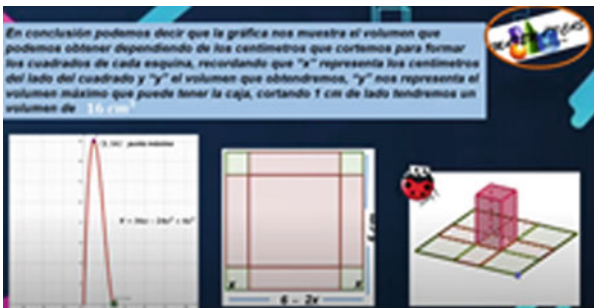 En conclusión podemos decir que la gráfica nos muestra el volumen que
podemos obtener dependiendo de los centímetros que cortemos para formar
los cuadrados de cada esquina, recordando que "x" representa los centímetros
del lado del cuadrado y "y" el volumen que obtendremos, "y" nos representa el
volumen máximo que puede tener la caja, cortando 1 cm de lado tendremos un
volumen de 16 cm³
punto máximo
x x
6 cm
6 - 2x